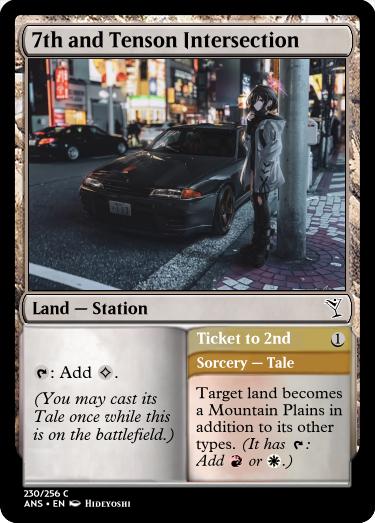 7th and Tenson Intersection
Land — Station
Ticket to 2nd 1
Sorcery — Tale
T: Add C.
(You may cast its
Tale once while this
is on the battlefield.)
Target land becomes
a Mountain Plains in
addition to its other
types. (It has T:
Add R or W.)
230/256 C
ANS • EN Hideyoshi